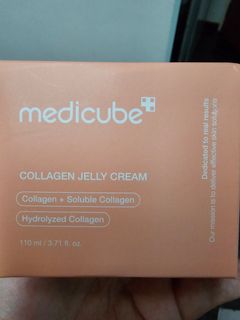 medicube
COLLAGEN JELLY CREAM
Collagen + Soluble Collagen
Hydrolyzed Collagen
110 ml / 3.71 fl. oz.
Dedicated to real results
Our mission is to deliver effective skin solutions